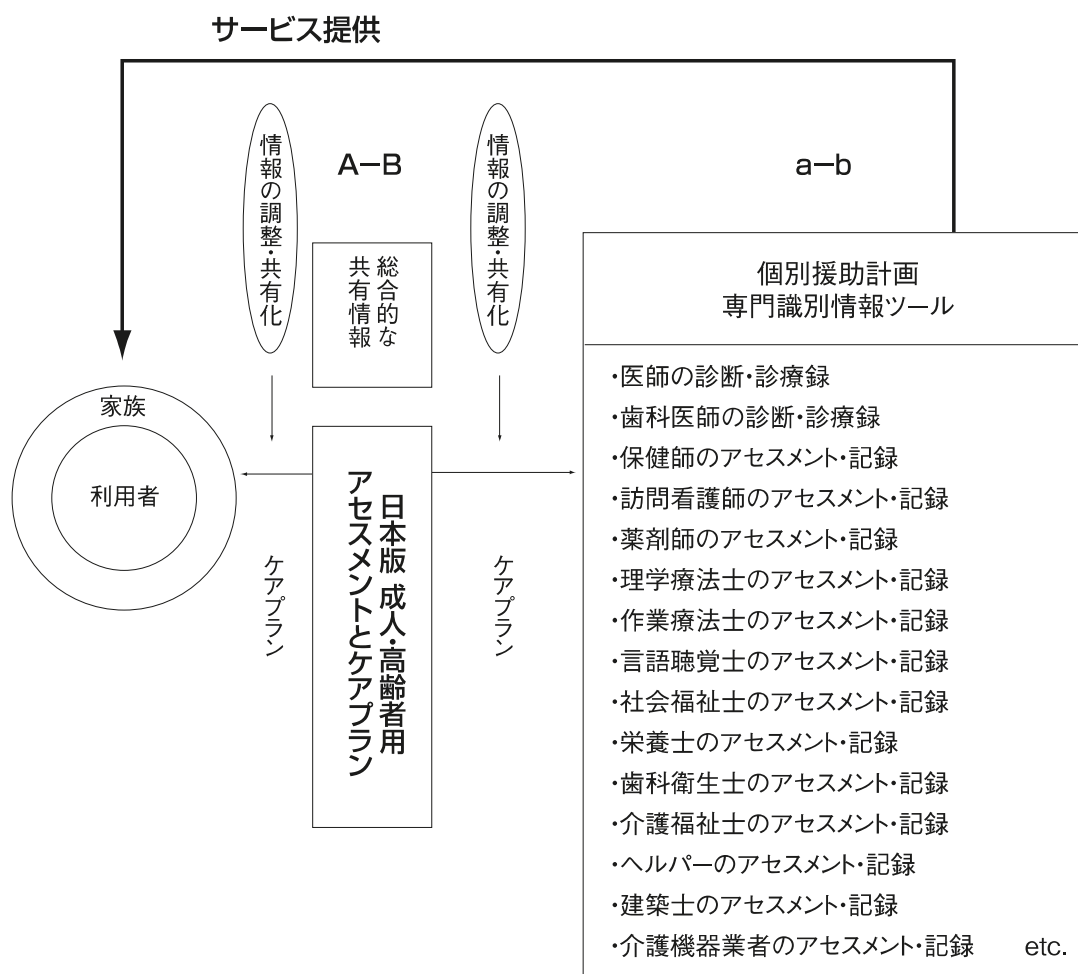 サービス提供
情報の調整・共有化
A－B
情報の調整・共有化
a－b
総合的な
共有情報
個別援助計画
専門識別情報ツール
家族
利用者
日本版 成人・高齢者用
アセスメントとケアプラン
ケアプラン
ケアプラン
・医師の診断・診療録
・歯科医師の診断・診療録
・保健師のアセスメント・記録
・訪問看護師のアセスメント・記録
・薬剤師のアセスメント・記録
・理学療法士のアセスメント・記録
・作業療法士のアセスメント・記録
・言語聴覚士のアセスメント・記録
・社会福祉士のアセスメント・記録
・栄養士のアセスメント・記録
・歯科衛生士のアセスメント・記録
・介護福祉士のアセスメント・記録
・ヘルパーのアセスメント・記録
・建築士のアセスメント・記録
・介護機器業者のアセスメント・記録 etc.